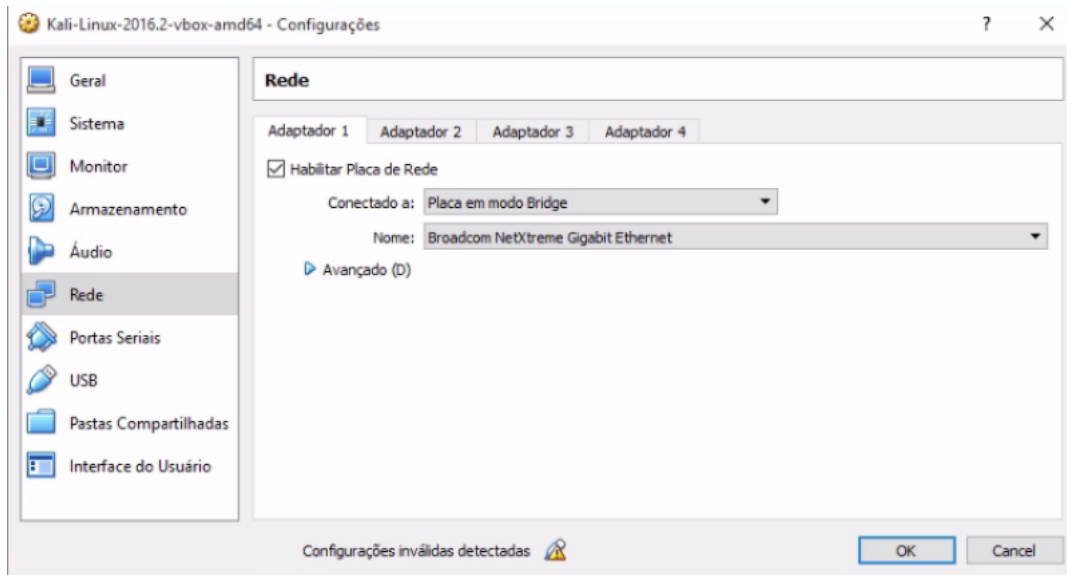 Kali-Linux-2016.2-vbox-amd64 - Configurações
?
Geral
Sistema
Monitor
Armazenamento
Áudio
Rede
Portas Seriais
USB
Pastas Compartilhadas
Interface do Usuário
Rede
Adaptador 1 Adaptador 2 Adaptador 3 Adaptador 4
Habilitar Placa de Rede
Conectado a: Placa em modo Bridge
Nome: Broadcom NetXtreme Gigabit Ethernet
Avançado (D)
Configurações inválidas detectadas
OK Cancel